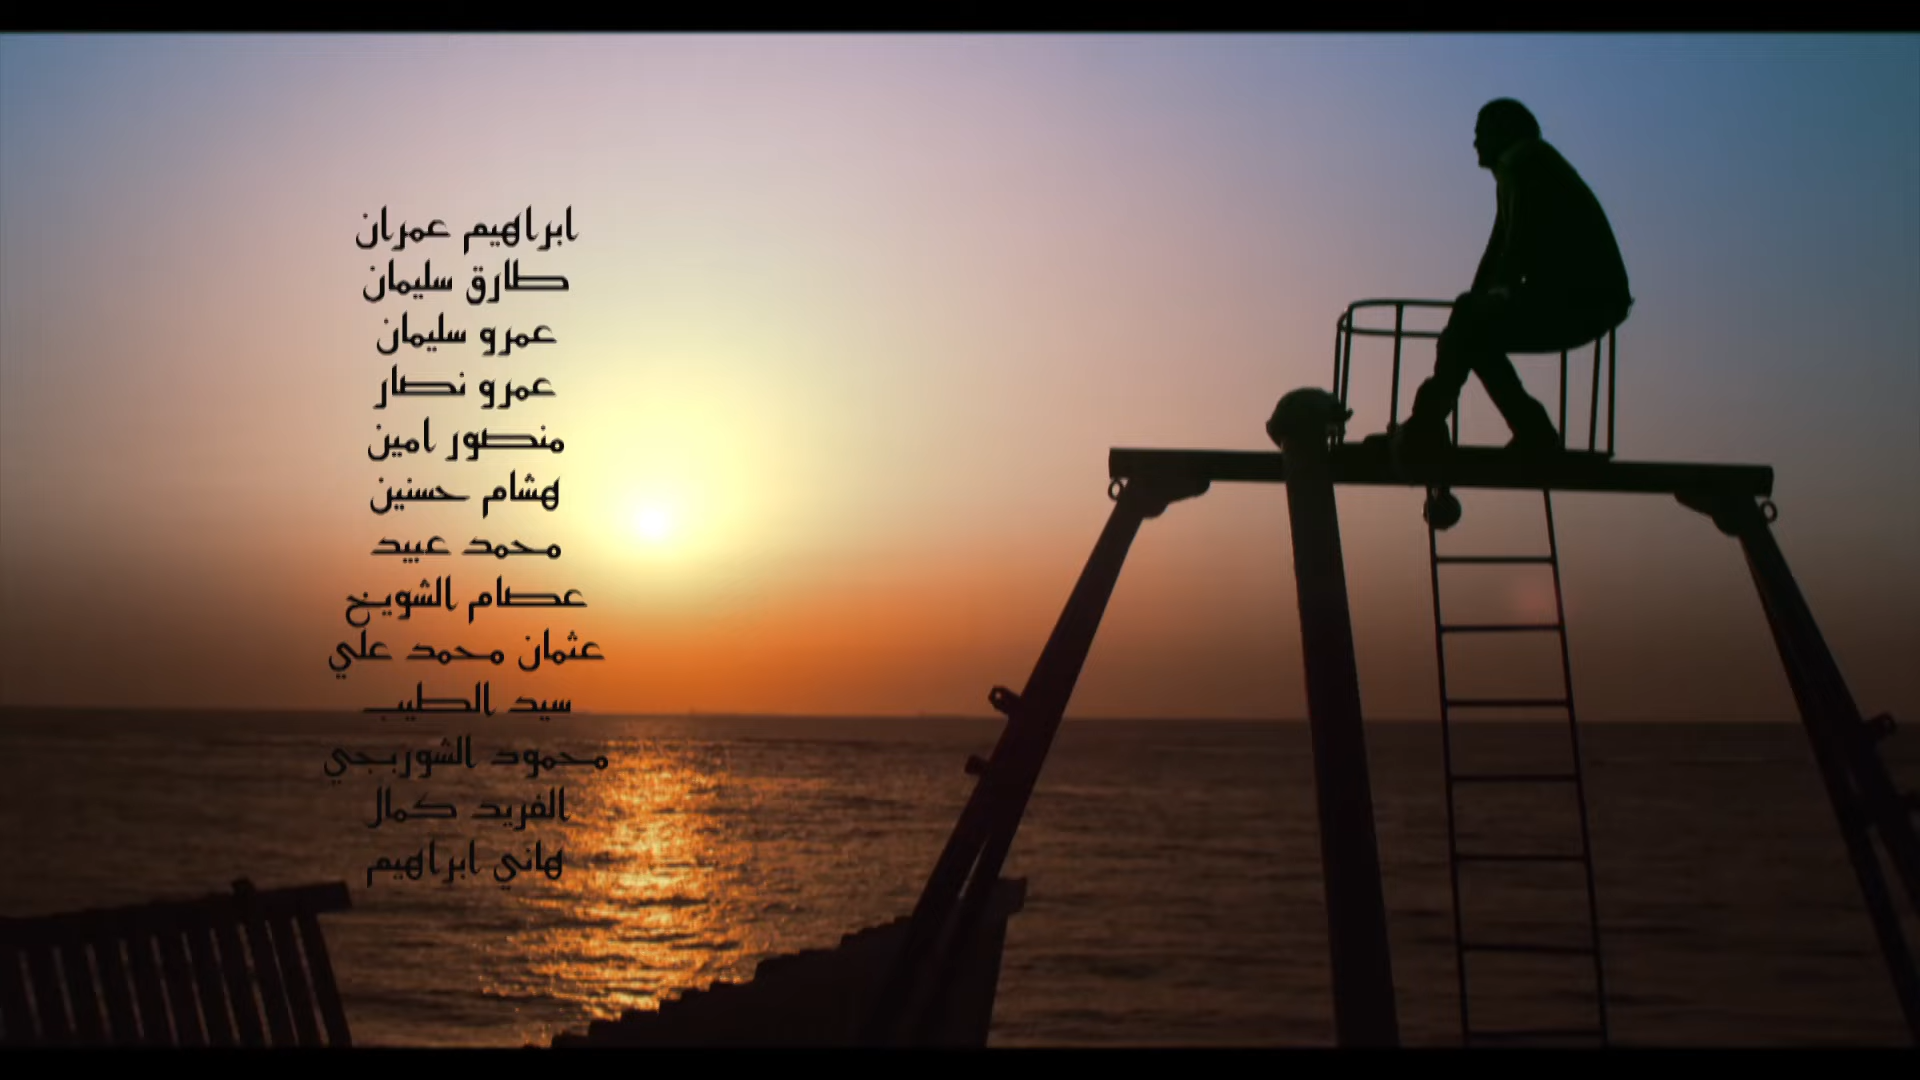 ابراهيم عمران
طارق سليمان
عمرو سليمان
عمرو نصار
منصور امين
هشام حسنين
محمد عبيد
عصام الشويخ
عثمان محمد علي
سيد الطيب
محمود الشوربجي
الفريد كمال
هاني ابراهيم